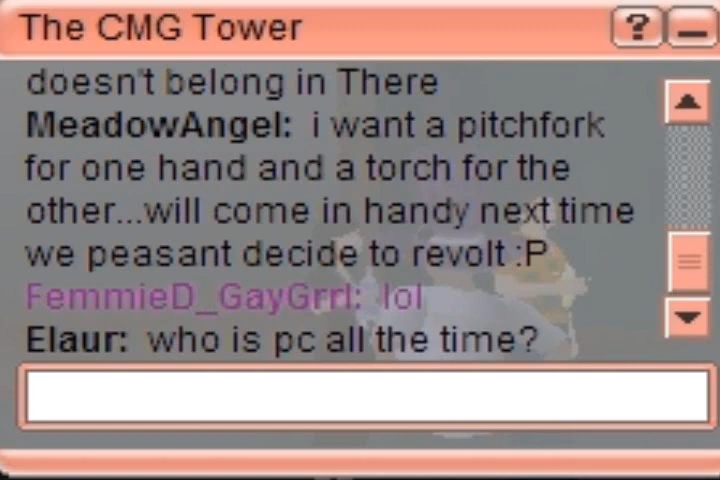 The CMG Tower
doesn't belong in There
MeadowAngel: i want a pitchfork
for one hand and a torch for the
other...will come in handy next time
we peasant decide to revolt :P
FemmieD_GayGrrl: lol
Elaur: who is pc all the time?